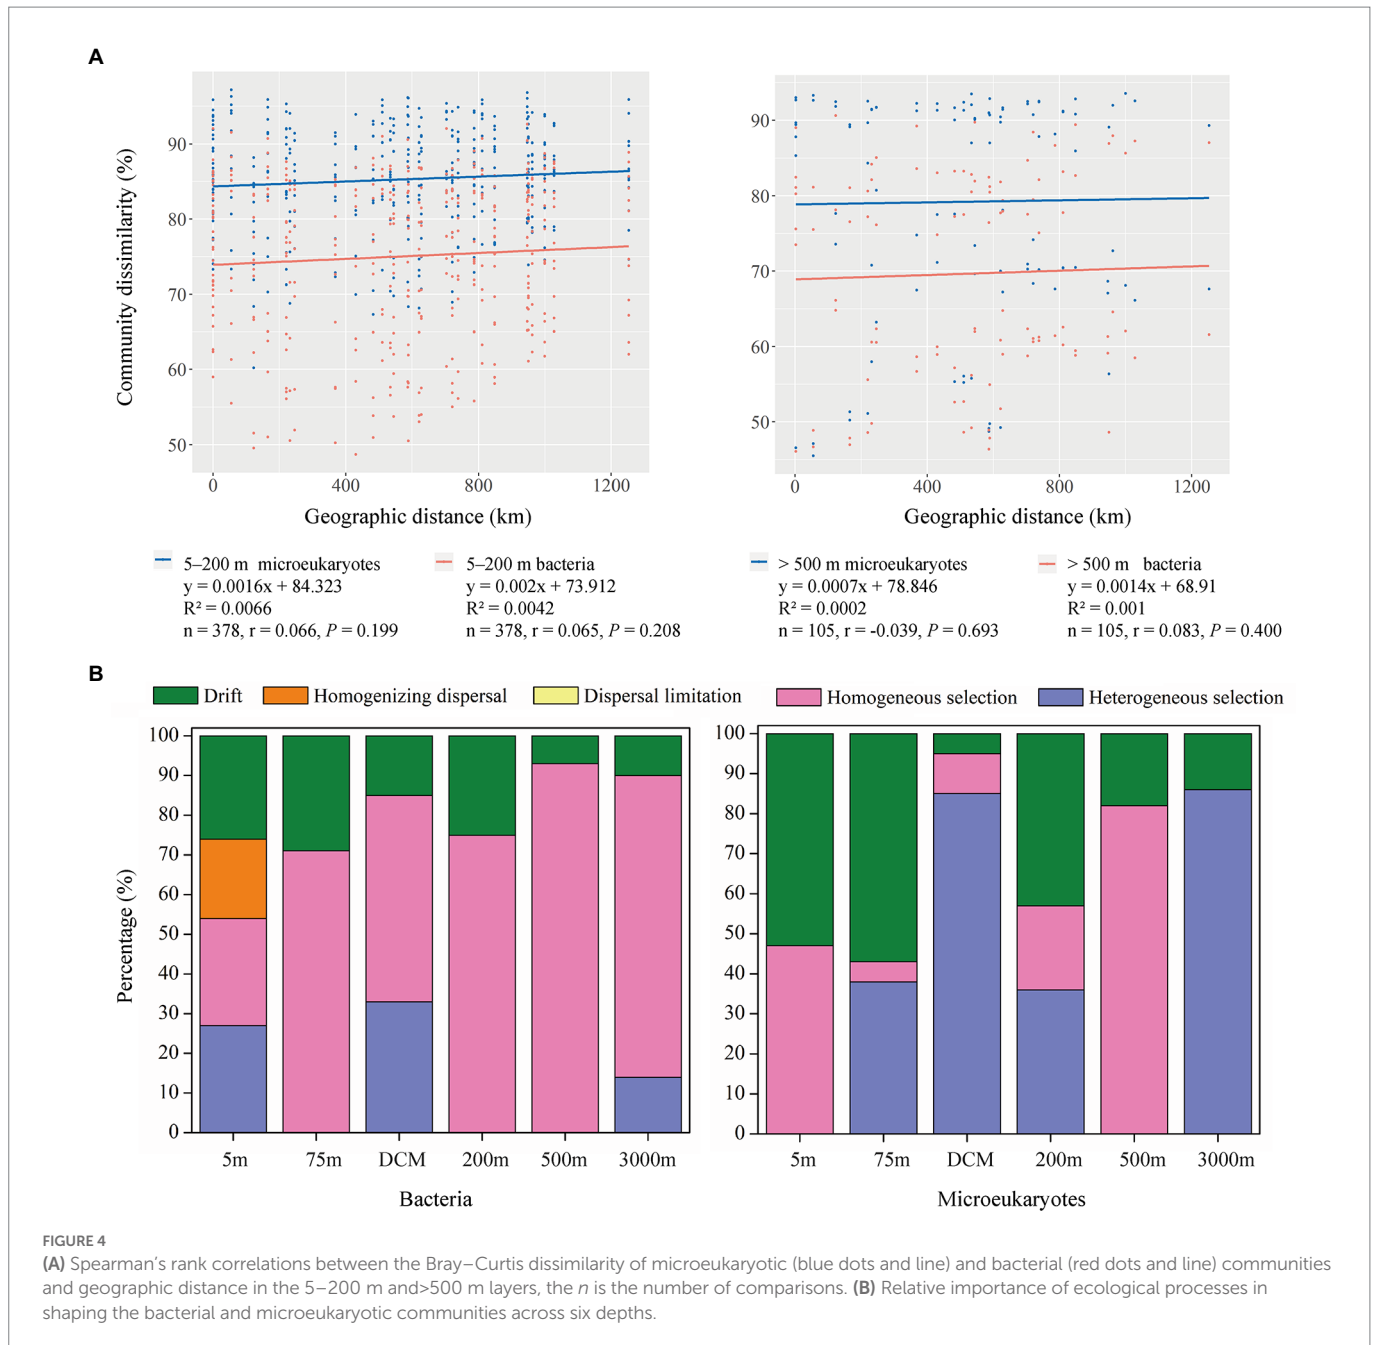 A
Community dissimilarity (%)
90
80
70
60
50
0 400 800 1200
Geographic distance (km)
90
80
70
60
50
0 400 800 1200
Geographic distance (km)
5–200 m microeukaryotes
y = 0.0016x + 84.323
R² = 0.0066
n = 378, r = 0.066, P = 0.199
5–200 m bacteria
y = 0.002x + 73.912
R² = 0.0042
n = 378, r = 0.065, P = 0.208
> 500 m microeukaryotes
y = 0.0007x + 78.846
R² = 0.0002
n = 105, r = -0.039, P = 0.693
> 500 m bacteria
y = 0.0014x + 68.91
R² = 0.001
n = 105, r = 0.083, P = 0.400
B
Drift Homogenizing dispersal Dispersal limitation Homogeneous selection Heterogeneous selection
Percentage (%)
100
90
80
70
60
50
40
30
20
10
0
5m 75m DCM 200m 500m 3000m
Bacteria
100
90
80
70
60
50
40
30
20
10
0
5m 75m DCM 200m 500m 3000m
Microeukaryotes
FIGURE 4
(A) Spearman's rank correlations between the Bray–Curtis dissimilarity of microeukaryotic (blue dots and line) and bacterial (red dots and line) communities
and geographic distance in the 5–200 m and>500 m layers, the n is the number of comparisons. (B) Relative importance of ecological processes in
shaping the bacterial and microeukaryotic communities across six depths.